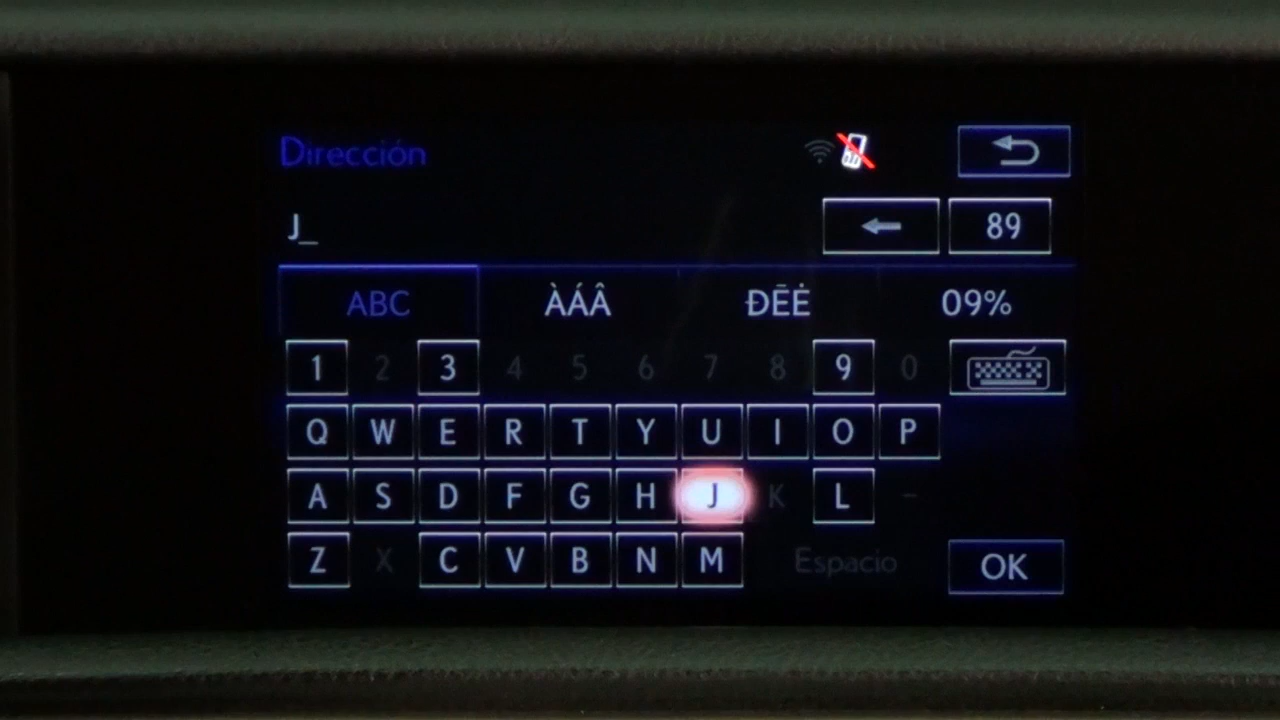 Dirección
J_
89
ABC ÀÁÂ ĐĒĖ 09%
1 2 3 4 5 6 7 8 9 0
Q W E R T Y U I O P
A S D F G H J K L -
Z X C V B N M Espacio OK